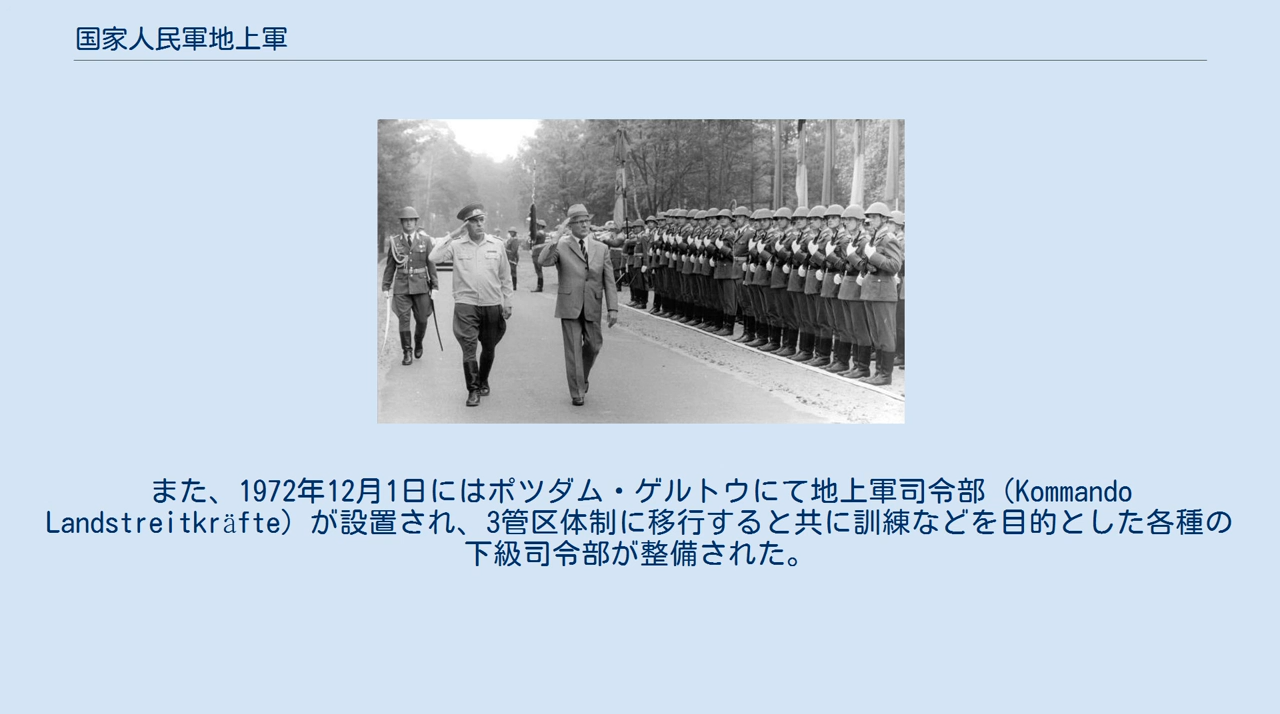 国家人民軍地上軍
また、1972年12月1日にはポツダム・ゲルトウにて地上軍司令部（Kommando
Landstreitkräfte）が設置され、3管区体制に移行すると共に訓練などを目的とした各種の
下級司令部が整備された。